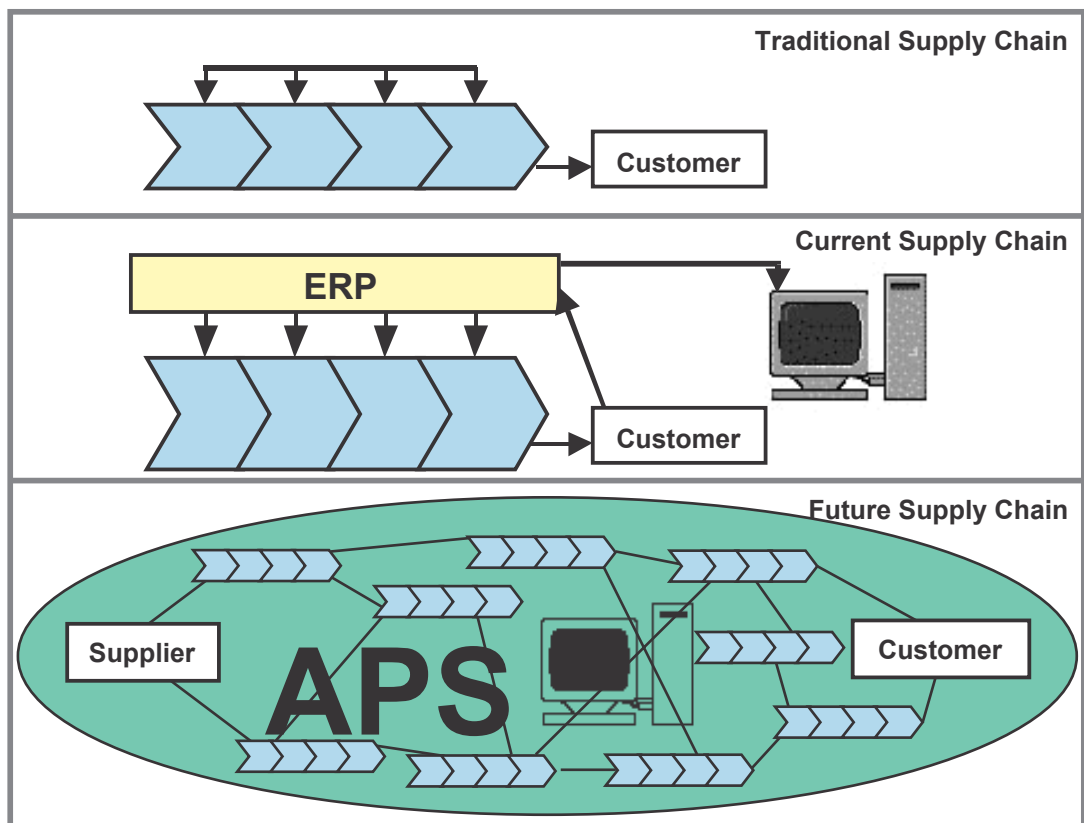 Traditional Supply Chain
Customer
Current Supply Chain
ERP
Customer
Future Supply Chain
Supplier
APS
Customer